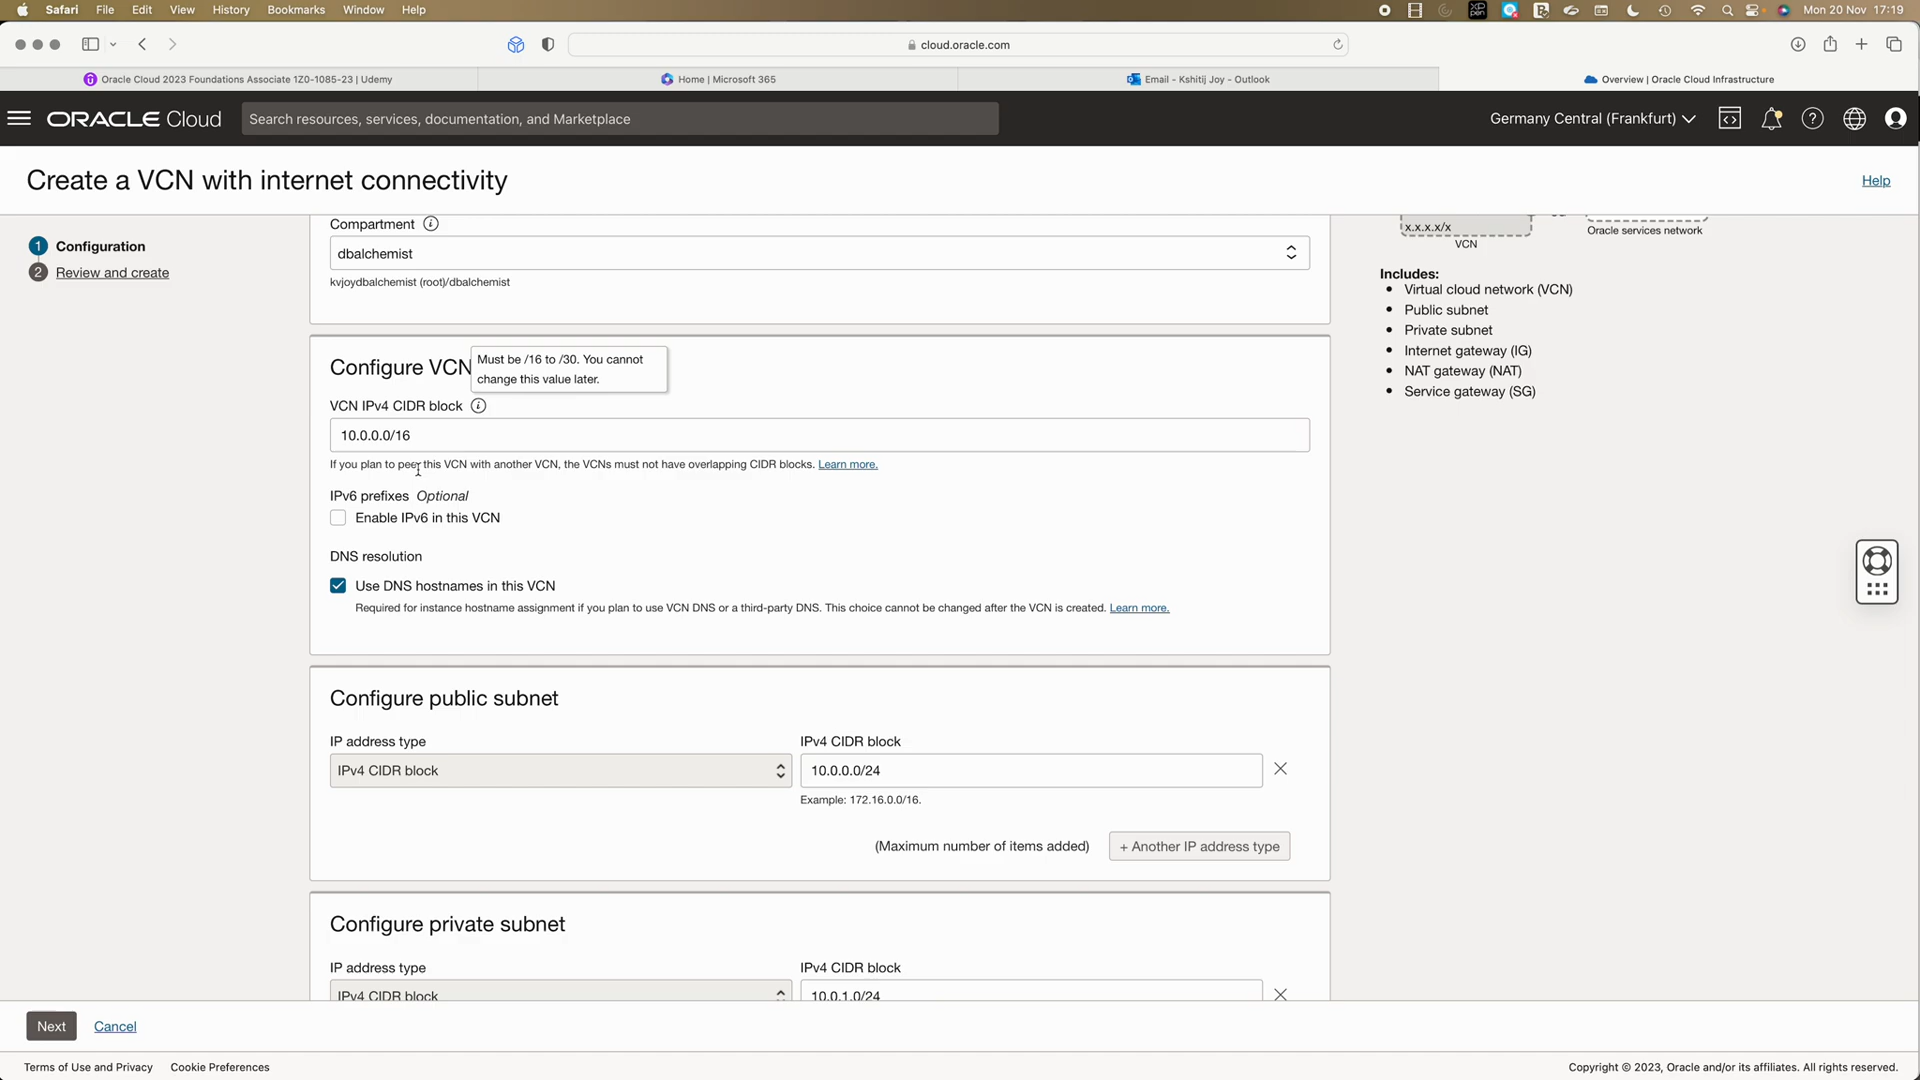 Safari File Edit View History Bookmarks Window Help
Mon 20 Nov 17:19
cloud.oracle.com
Oracle Cloud 2023 Foundations Associate 1Z0-1085-23 | Udemy
Home | Microsoft 365
Email - Kshitij Joy - Outlook
Overview | Oracle Cloud Infrastructure
ORACLE Cloud
Search resources, services, documentation, and Marketplace
Germany Central (Frankfurt)
Create a VCN with internet connectivity
Help
1 Configuration
2 Review and create
Compartment
dbalchemist
kvjoydbalchemist (root)/dbalchemist
x.x.x.x/x
VCN
Oracle services network
Includes:
• Virtual cloud network (VCN)
• Public subnet
• Private subnet
• Internet gateway (IG)
• NAT gateway (NAT)
• Service gateway (SG)
Configure VCN
Must be /16 to /30. You cannot
change this value later.
VCN IPv4 CIDR block
10.0.0.0/16
If you plan to peer this VCN with another VCN, the VCNs must not have overlapping CIDR blocks. Learn more.
IPv6 prefixes Optional
Enable IPv6 in this VCN
DNS resolution
Use DNS hostnames in this VCN
Required for instance hostname assignment if you plan to use VCN DNS or a third-party DNS. This choice cannot be changed after the VCN is created. Learn more.
Configure public subnet
IP address type
IPv4 CIDR block
IPv4 CIDR block
10.0.0.0/24
Example: 172.16.0.0/16.
(Maximum number of items added)
+ Another IP address type
Configure private subnet
IP address type
IPv4 CIDR block
IPv4 CIDR block
10.0.1.0/24
Next
Cancel
Terms of Use and Privacy
Cookie Preferences
Copyright © 2023, Oracle and/or its affiliates. All rights reserved.